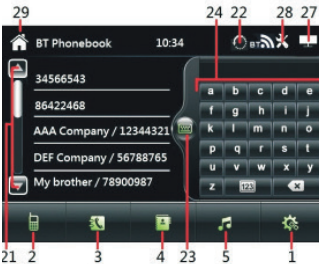 29 24 22 28 27
BT Phonebook 10:34 BT
34566543
86422468
AAA Company / 12344321
DEF Company / 56788765
My brother / 78900987
a b c d e
f g h i j
k l m n o
p q r s t
u v w x y
z 123
21 2 3 4 23 5 1